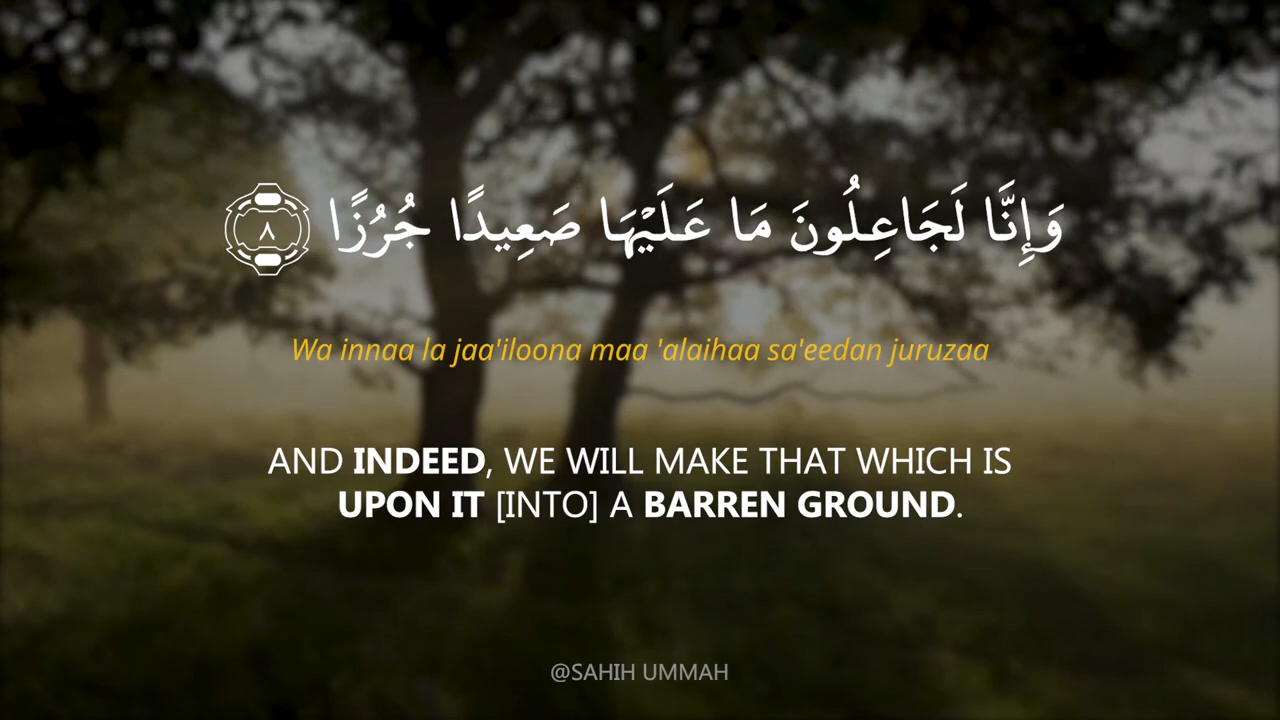 وَإِنَّا لَجَاعِلُونَ مَا عَلَيْهَا صَعِيدًا جُرُزًا ٨
Wa innaa la jaa'iloona maa 'alaihaa sa'eedan juruzaa
AND INDEED, WE WILL MAKE THAT WHICH IS
UPON IT [INTO] A BARREN GROUND.
@SAHIH UMMAH